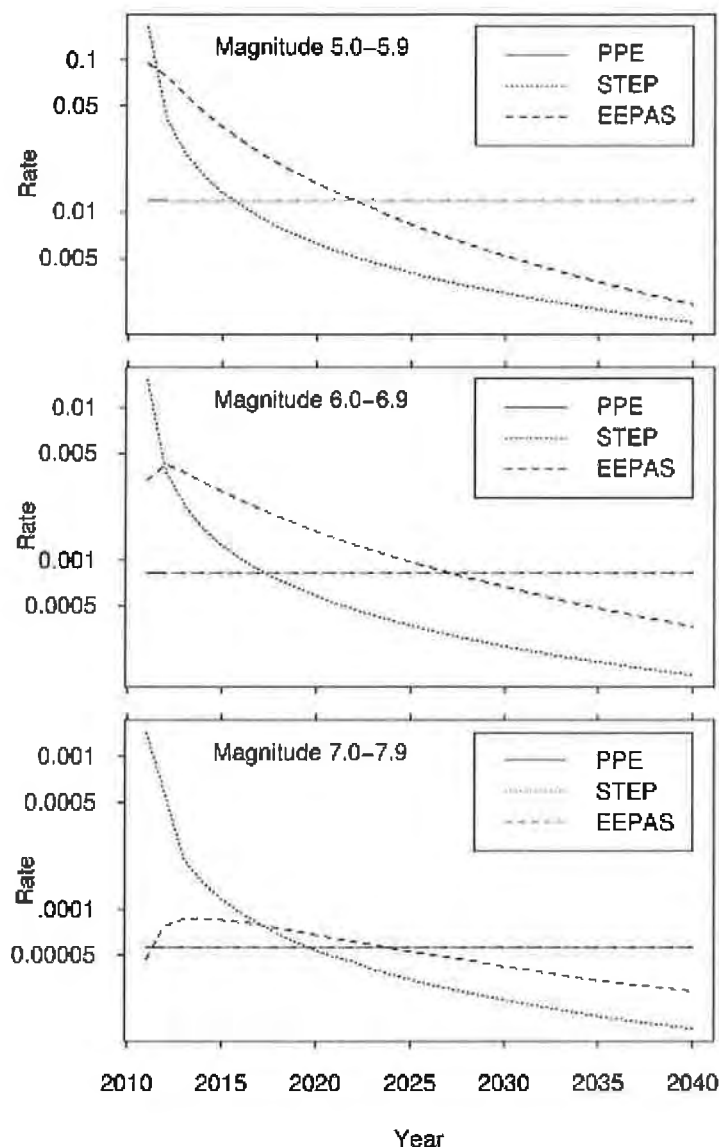 Magnitude 5.0–5.9
PPE
STEP
EEPAS
0.1
0.05
0.01
0.005
Rate
Magnitude 6.0–6.9
PPE
STEP
EEPAS
0.01
0.005
0.001
0.0005
Rate
Magnitude 7.0–7.9
PPE
STEP
EEPAS
0.001
0.0005
.0001
0.00005
Rate
2010 2015 2020 2025 2030 2035 2040
Year